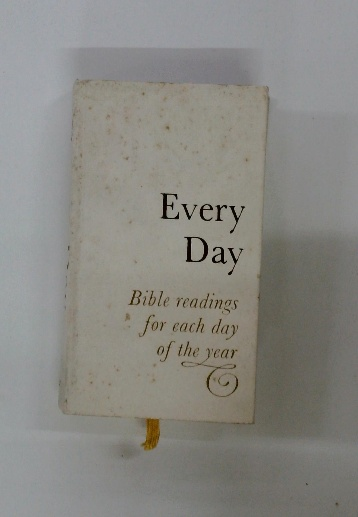 Every
Day
Bible readings
for each day
of the year